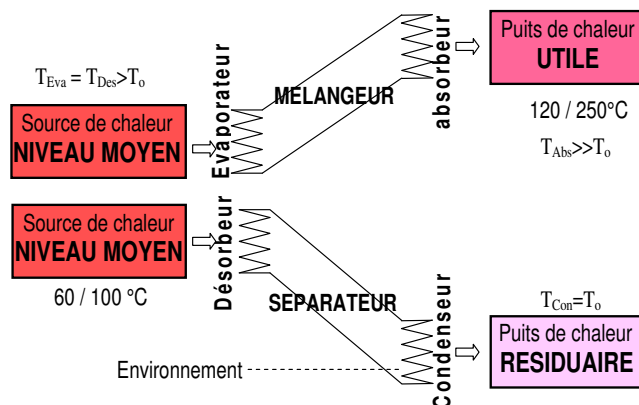 T_Eva = T_Des>T_o
Evaporateur
MELANGEUR
absorbeur
Puits de chaleur
UTILE
Source de chaleur
NIVEAU MOYEN
120 / 250°C
T_Abs>>T_o
Source de chaleur
NIVEAU MOYEN
60 / 100 °C
Désorbeur
SEPARATEUR
Condenseur
T_Con=T_o
Puits de chaleur
RESIDUAIRE
Environnement